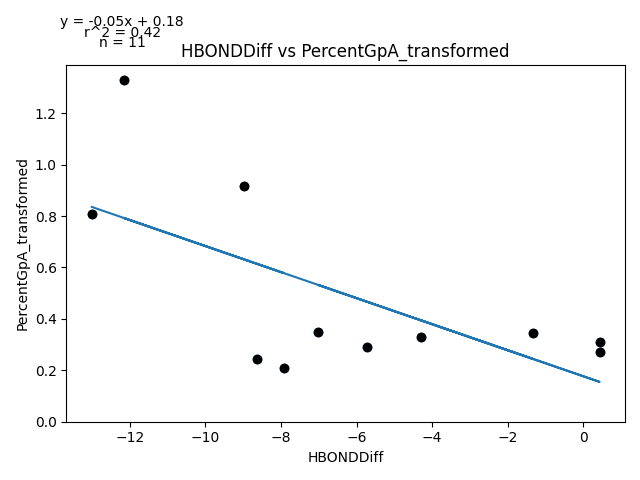 y = -0.05x + 0.18
r^2 = 0.42
n = 11
HBONDDiff vs PercentGpA_transformed
PercentGpA_transformed
1.2
1.0
0.8
0.6
0.4
0.2
0.0
−12
−10
−8
−6
−4
−2
0
HBONDDiff